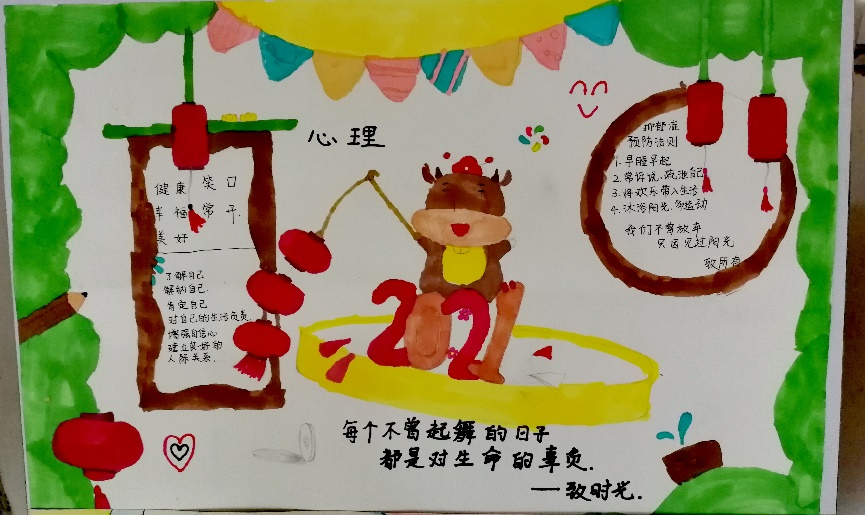 心理
健康 笑口
幸福 常开
美好
了解自己
解纳自己.
肯定自己
对自己的生活负责.
增强自信心
建立良好的
人际关系.
抑郁症
预防法则
1. 早睡早起
2. 常诉说.疏泄自己
3. 将欢乐带入生活
4. 沐浴阳光,多运动
我们不曾放弃
只因见过阳光
致所有
2021
每个不曾起舞的日子
都是对生命的辜负.
——致时光.